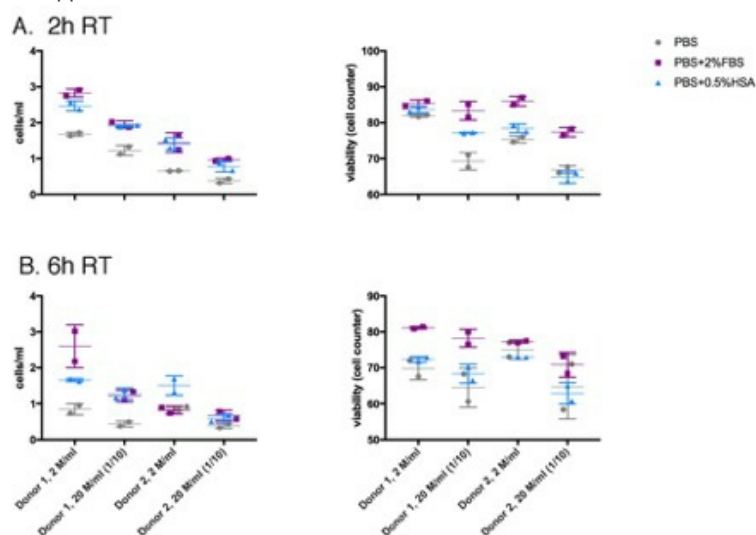 A. 2h RT
4
3
2
1
0
cells/ml
100
90
80
70
60
viability (cell counter)
PBS
PBS+2%FBS
PBS+0.5%HSA
B. 6h RT
4
3
2
1
0
cells/ml
Donor 1, 2 M/ml
Donor 1, 20 M/ml (1/10)
Donor 2, 2 M/ml
Donor 2, 20 M/ml (1/10)
90
80
70
60
50
viability (cell counter)
Donor 1, 2 M/ml
Donor 1, 20 M/ml (1/10)
Donor 2, 2 M/ml
Donor 2, 20 M/ml (1/10)